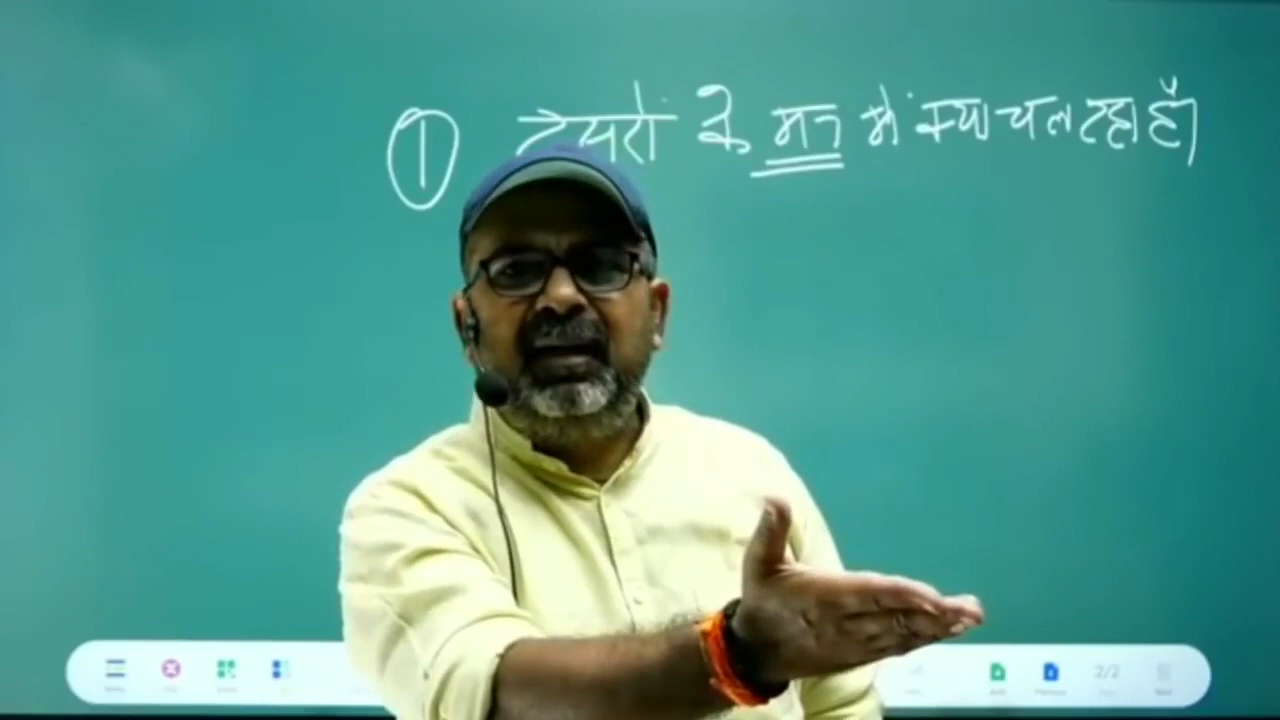 ① दूसरों के मन में क्या चल रहा है।
2/2